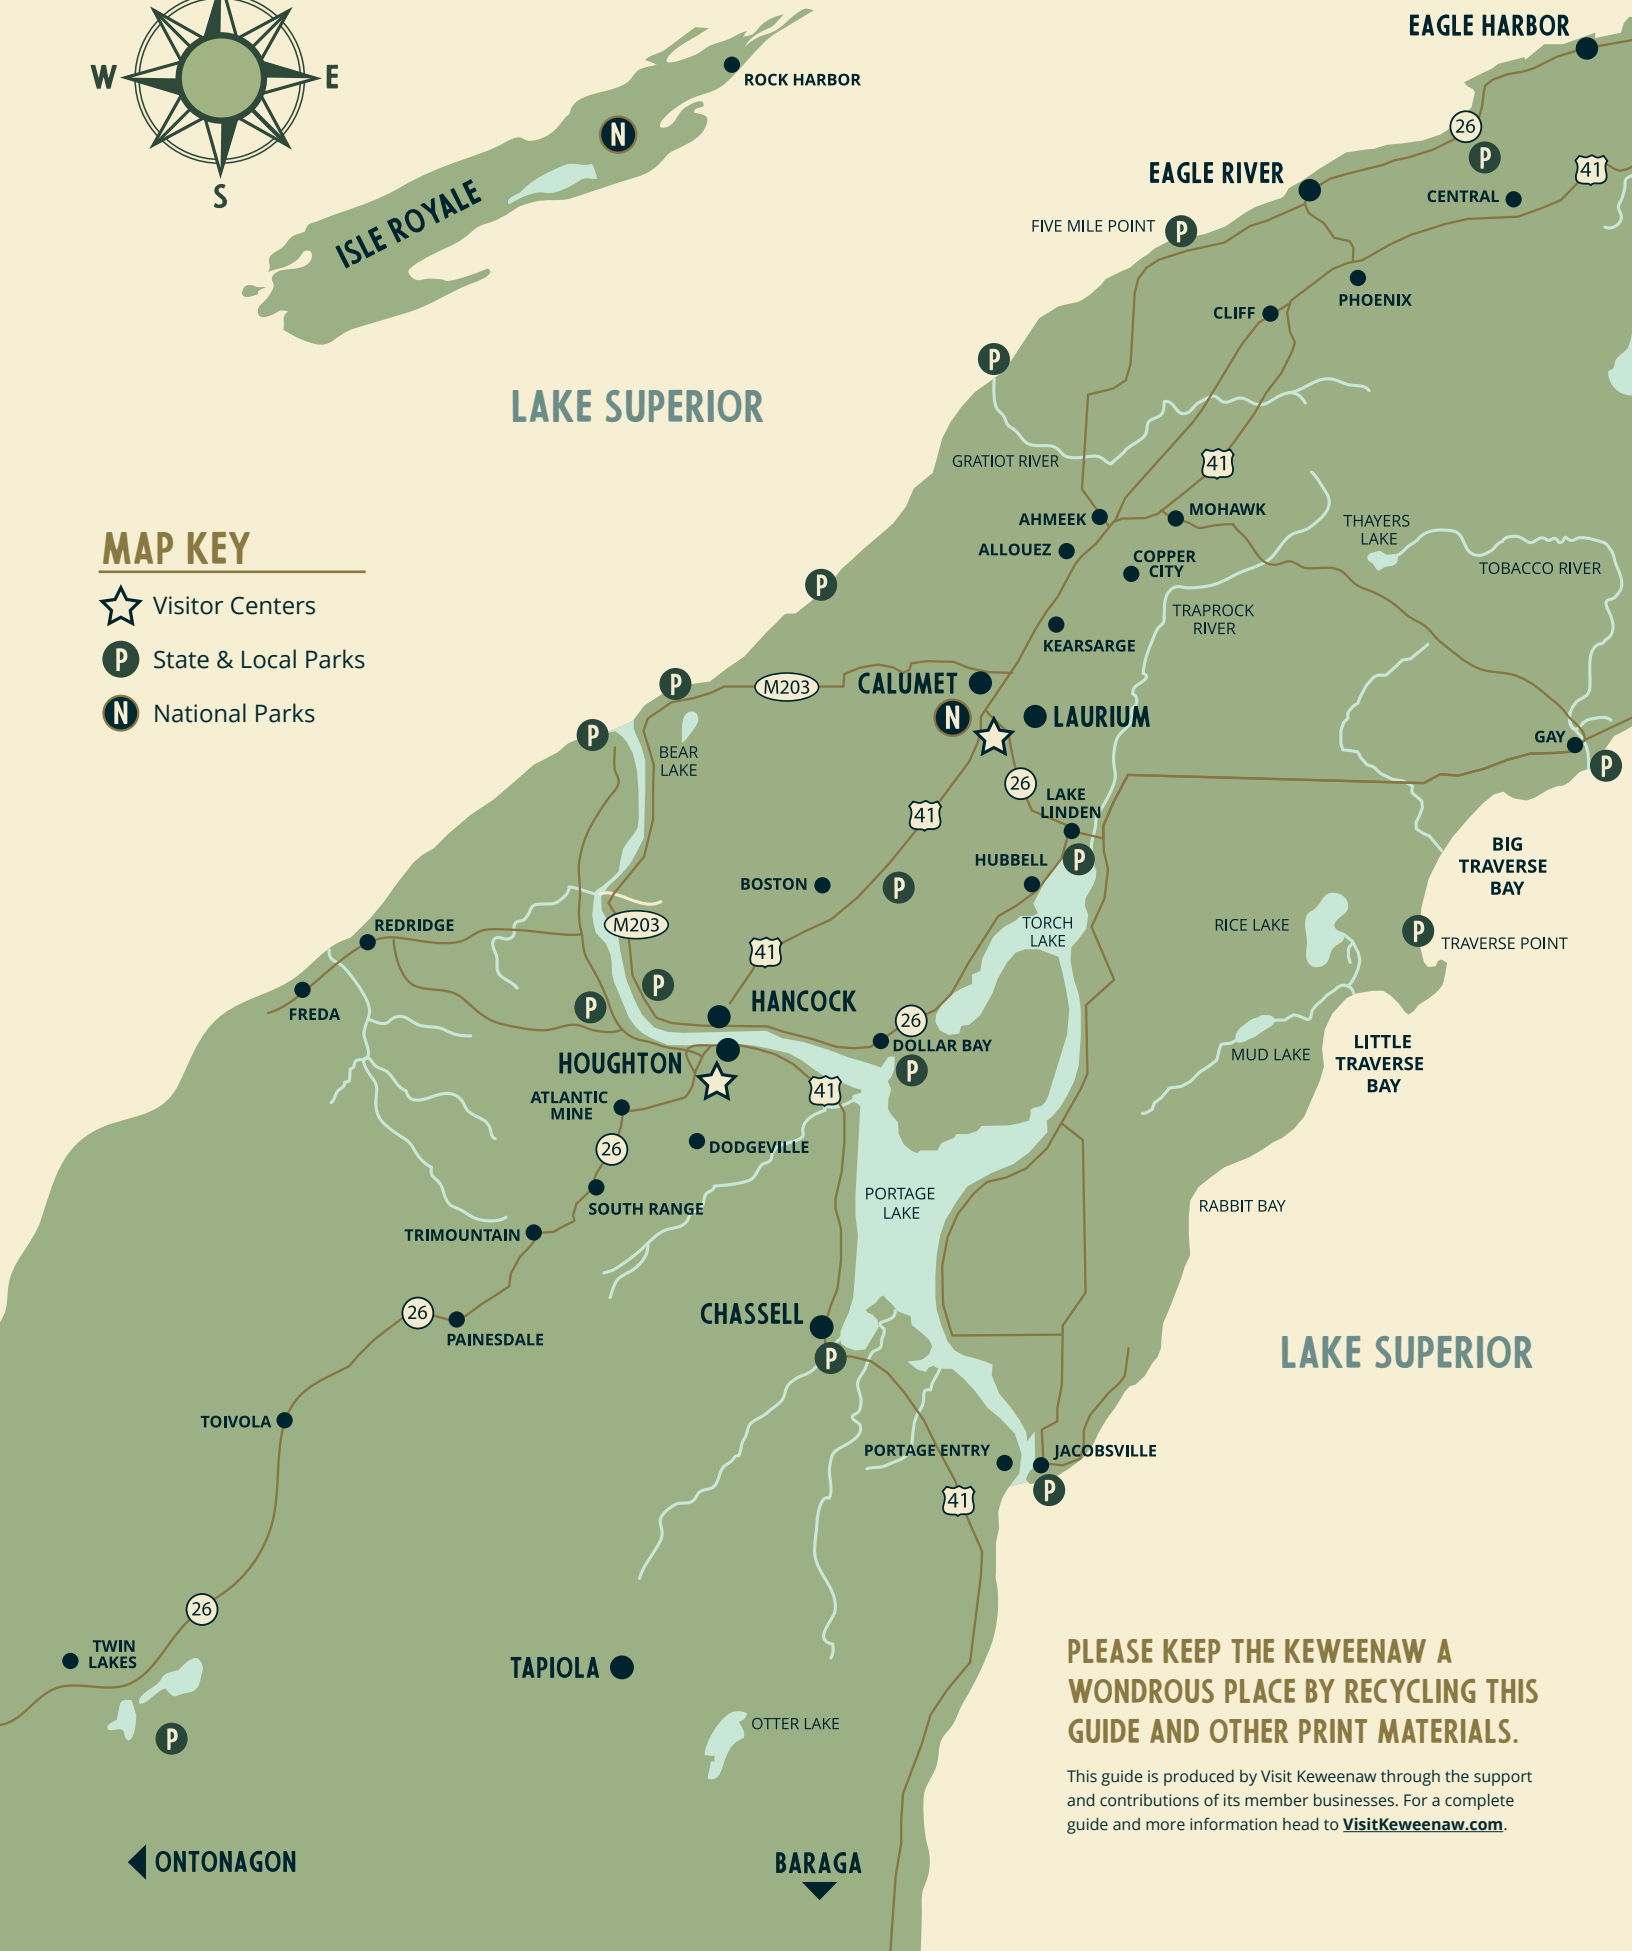 EAGLE HARBOR
W
E
S
ROCK HARBOR
N
ISLE ROYALE
26
P
41
EAGLE RIVER
CENTRAL
FIVE MILE POINT
P
PHOENIX
CLIFF
P
LAKE SUPERIOR
GRATIOT RIVER
41
MAP KEY
Visitor Centers
P
State & Local Parks
N
National Parks
AHMEEK
MOHAWK
ALLOUEZ
COPPER
CITY
THAYERS
LAKE
TOBACCO RIVER
P
TRAPROCK
RIVER
KEARSARGE
P
M203
CALUMET
N
LAURIUM
P
BEAR
LAKE
GAY
P
26
LAKE
LINDEN
41
HUBBELL
P
BOSTON
P
BIG
TRAVERSE
BAY
REDRIDGE
M203
TORCH
LAKE
RICE LAKE
P
TRAVERSE POINT
41
FREDA
P
P
HANCOCK
26
DOLLAR BAY
P
HOUGHTON
MUD LAKE
LITTLE
TRAVERSE
BAY
41
ATLANTIC
MINE
26
DODGEVILLE
SOUTH RANGE
PORTAGE
LAKE
RABBIT BAY
TRIMOUNTAIN
26
PAINESDALE
CHASSELL
P
LAKE SUPERIOR
TOIVOLA
PORTAGE ENTRY
JACOBSVILLE
P
41
26
TWIN
LAKES
P
TAPIOLA
OTTER LAKE
PLEASE KEEP THE KEWEENAW A
WONDROUS PLACE BY RECYCLING THIS
GUIDE AND OTHER PRINT MATERIALS.
This guide is produced by Visit Keweenaw through the support
and contributions of its member businesses. For a complete
guide and more information head to VisitKeweenaw.com.
ONTONAGON
BARAGA